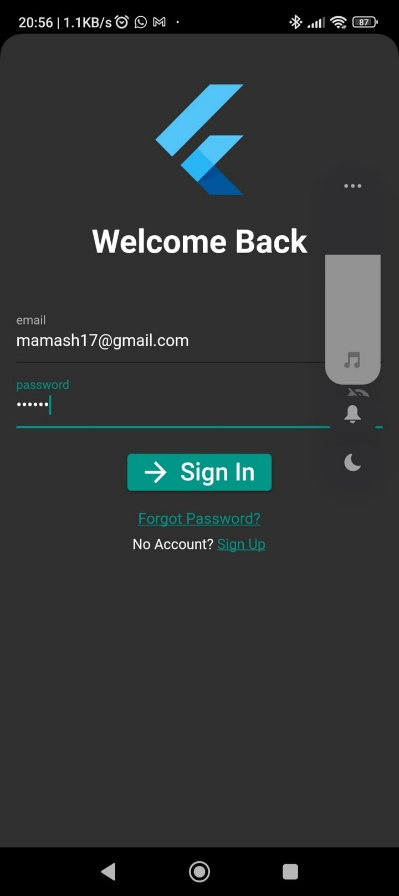 20:56 | 1.1KB/s
87
Welcome Back
email
mamash17@gmail.com
password
••••••
Sign In
Forgot Password?
No Account? Sign Up